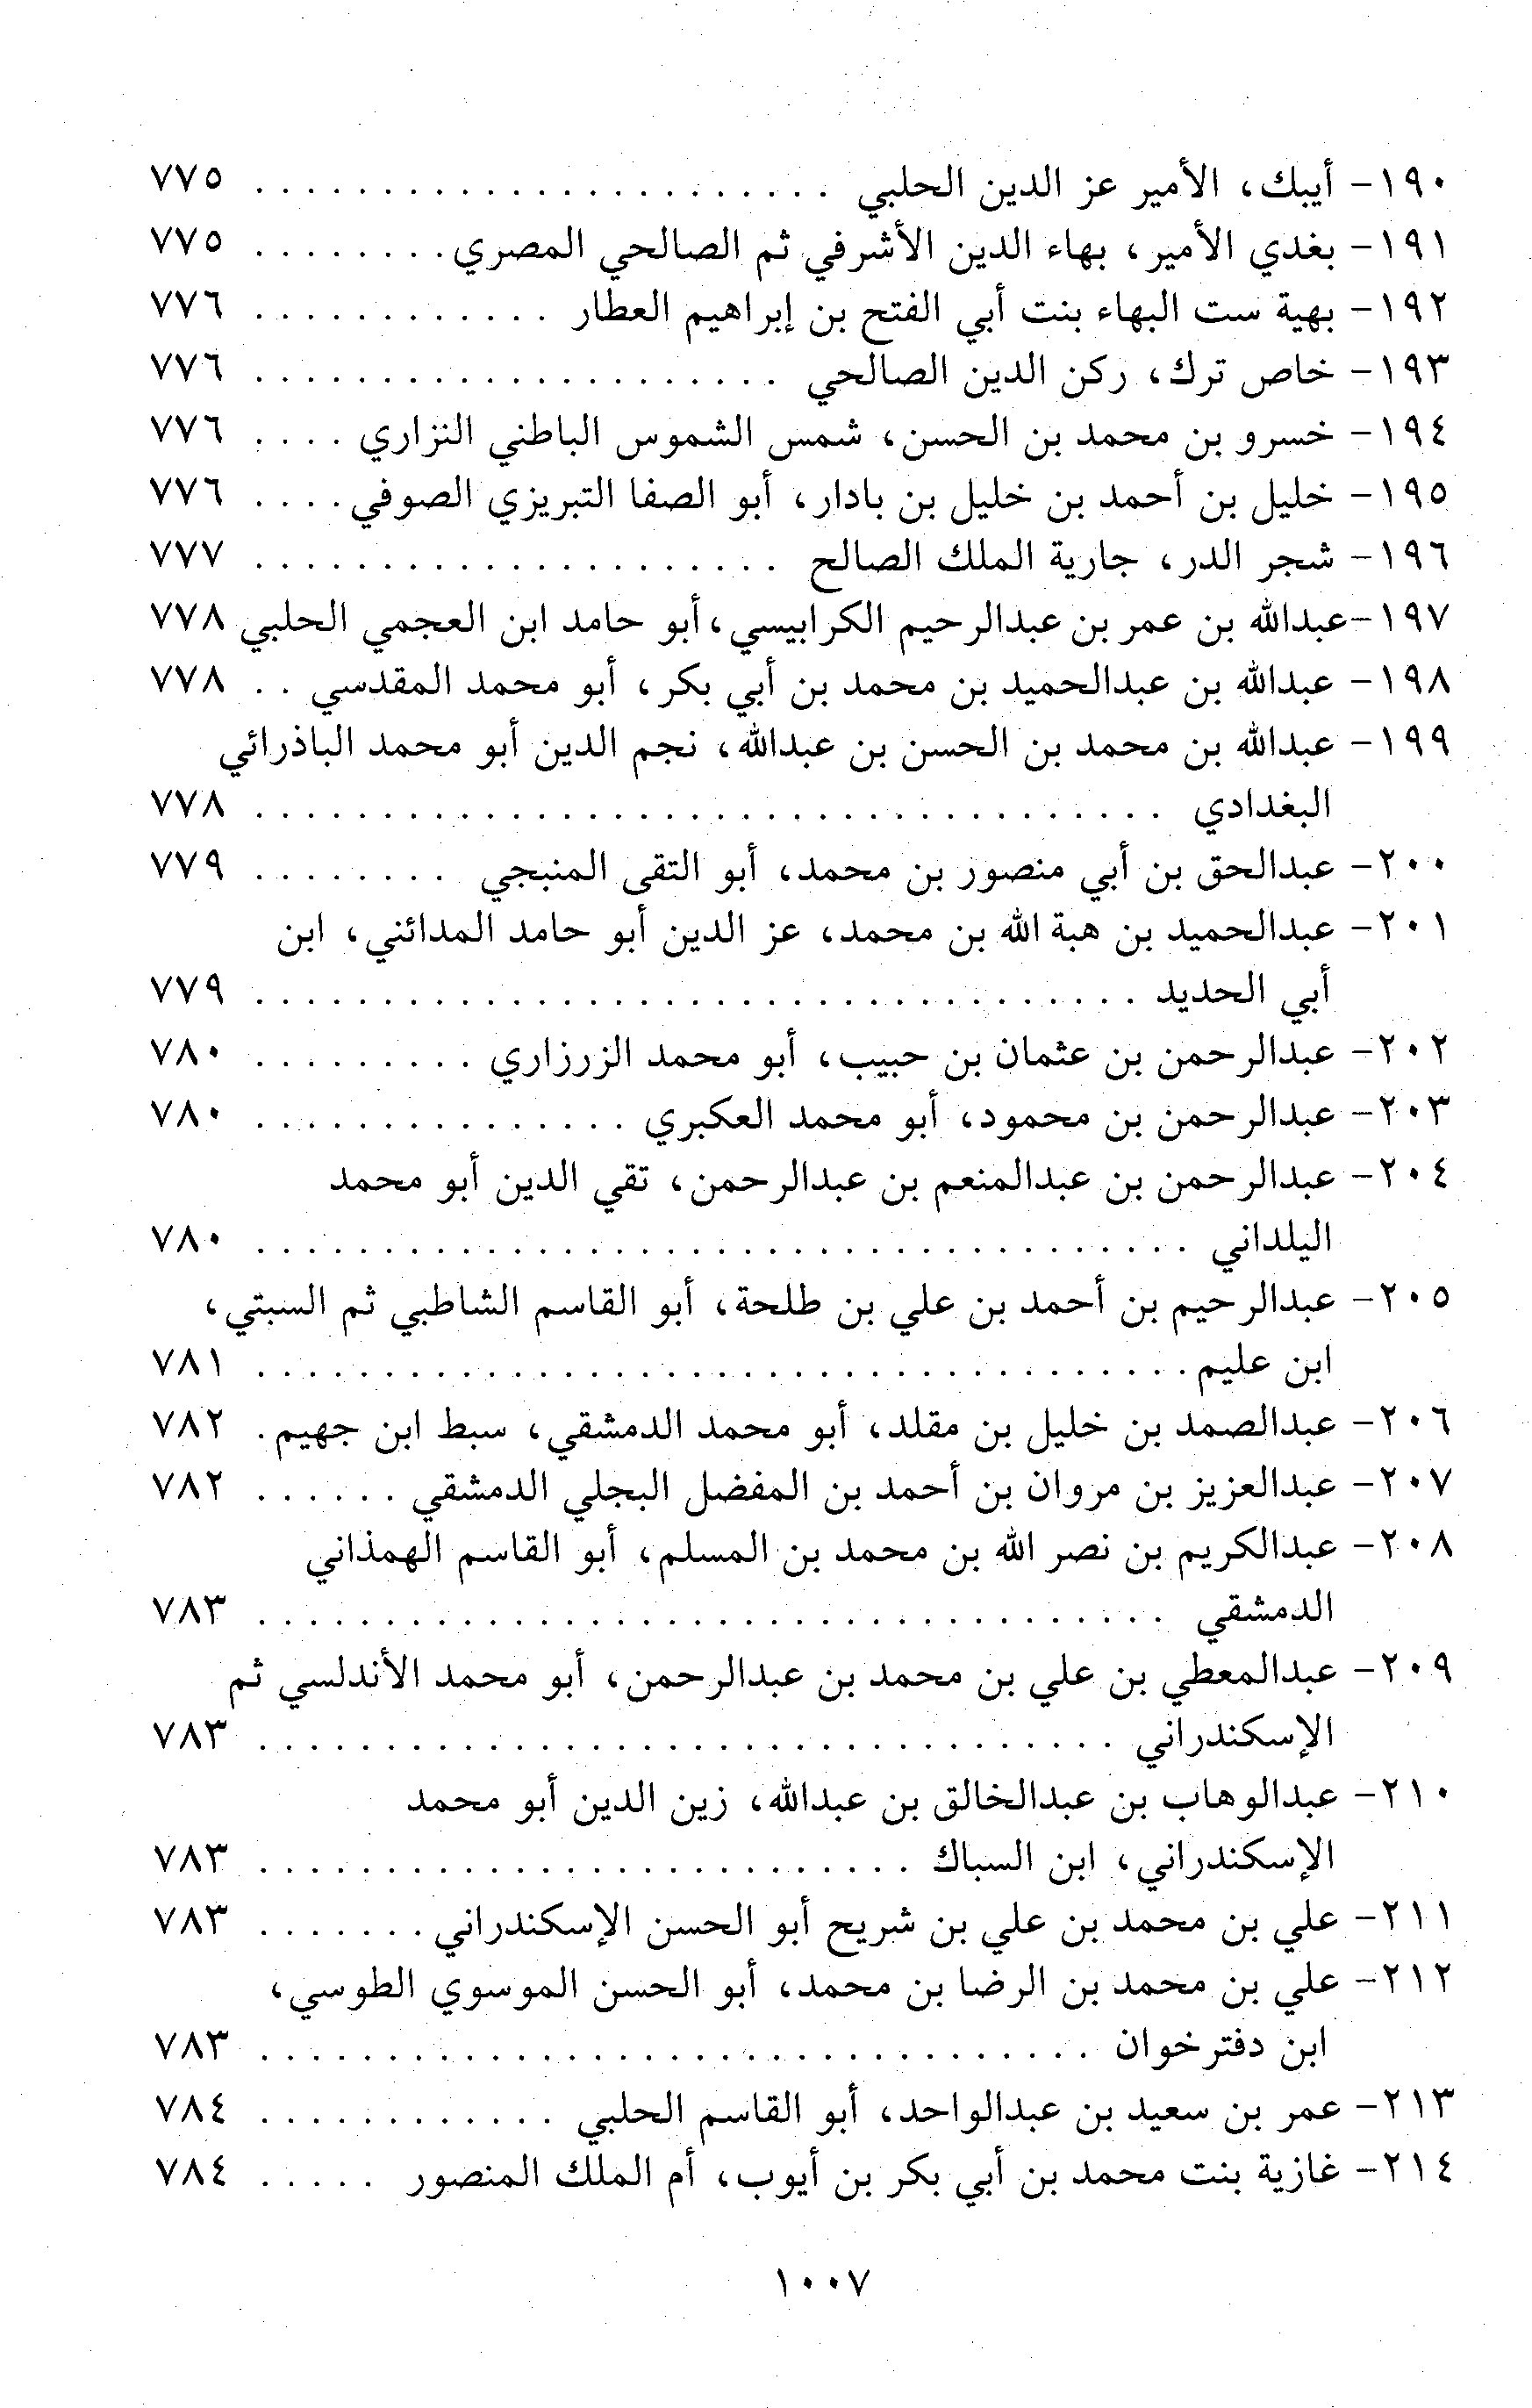 ١٩٠- أيبك، الأمير عز الدين الحلبي . . . . . . . . . . . . . . . . . . . . . . . ٧٧٥
١٩١- بغدي الأمير، بهاء الدين الأشرفي ثم الصالحي المصري . . . . . . . . ٧٧٥
١٩٢- بهية ست البهاء بنت أبي الفتح بن إبراهيم العطار . . . . . . . . . . . . ٧٧٦
١٩٣- خاص ترك، ركن الدين الصالحي . . . . . . . . . . . . . . . . . . . . . ٧٧٦
١٩٤- خسرو بن محمد بن الحسن، شمس الشموس الباطني النزاري . . . . ٧٧٦
١٩٥- خليل بن أحمد بن خليل بن بادار، أبو الصفا التبريزي الصوفي . . . . ٧٧٦
١٩٦- شجر الدر، جارية الملك الصالح . . . . . . . . . . . . . . . . . . . . . ٧٧٧
١٩٧- عبدالله بن عمر بن عبدالرحيم الكرابيسي، أبو حامد ابن العجمي الحلبي ٧٧٨
١٩٨- عبدالله بن عبدالحميد بن محمد بن أبي بكر، أبو محمد المقدسي . . ٧٧٨
١٩٩- عبدالله بن محمد بن الحسن بن عبدالله، نجم الدين أبو محمد الباذرائي
البغدادي . . . . . . . . . . . . . . . . . . . . . . . . . . . . . . . . . . . . ٧٧٨
٢٠٠- عبدالحق بن أبي منصور بن محمد، أبو التقى المنبجي . . . . . . . . ٧٧٩
٢٠١- عبدالحميد بن هبة الله بن محمد، عز الدين أبو حامد المدائني، ابن
أبي الحديد . . . . . . . . . . . . . . . . . . . . . . . . . . . . . . . . . . . ٧٧٩
٢٠٢- عبدالرحمن بن عثمان بن حبيب، أبو محمد الزرزاري . . . . . . . . . ٧٨٠
٢٠٣- عبدالرحمن بن محمود، أبو محمد العكبري . . . . . . . . . . . . . . . ٧٨٠
٢٠٤- عبدالرحمن بن عبدالمنعم بن عبدالرحمن، تقي الدين أبو محمد
اليلداني . . . . . . . . . . . . . . . . . . . . . . . . . . . . . . . . . . . . . ٧٨٠
٢٠٥- عبدالرحيم بن أحمد بن علي بن طلحة، أبو القاسم الشاطبي ثم السبتي،
ابن عليم . . . . . . . . . . . . . . . . . . . . . . . . . . . . . . . . . . . . . ٧٨١
٢٠٦- عبدالصمد بن خليل بن مقلد، أبو محمد الدمشقي، سبط ابن جهيم . ٧٨٢
٢٠٧- عبدالعزيز بن مروان بن أحمد بن المفضل البجلي الدمشقي . . . . . . ٧٨٢
٢٠٨- عبدالكريم بن نصر الله بن محمد بن المسلم، أبو القاسم الهمذاني
الدمشقي . . . . . . . . . . . . . . . . . . . . . . . . . . . . . . . . . . . . ٧٨٣
٢٠٩- عبدالمعطي بن علي بن محمد بن عبدالرحمن، أبو محمد الأندلسي ثم
الإسكندراني . . . . . . . . . . . . . . . . . . . . . . . . . . . . . . . . . . ٧٨٣
٢١٠- عبدالوهاب بن عبدالخالق بن عبدالله، زين الدين أبو محمد
الإسكندراني، ابن السباك . . . . . . . . . . . . . . . . . . . . . . . . . . ٧٨٣
٢١١- علي بن محمد بن علي بن شريح أبو الحسن الإسكندراني . . . . . . . ٧٨٣
٢١٢- علي بن محمد بن الرضا بن محمد، أبو الحسن الموسوي الطوسي،
ابن دفترخوان . . . . . . . . . . . . . . . . . . . . . . . . . . . . . . . . . ٧٨٣
٢١٣- عمر بن سعيد بن عبدالواحد، أبو القاسم الحلبي . . . . . . . . . . . . ٧٨٤
٢١٤- غازية بنت محمد بن أبي بكر بن أيوب، أم الملك المنصور . . . . . ٧٨٤
١٠٠٧